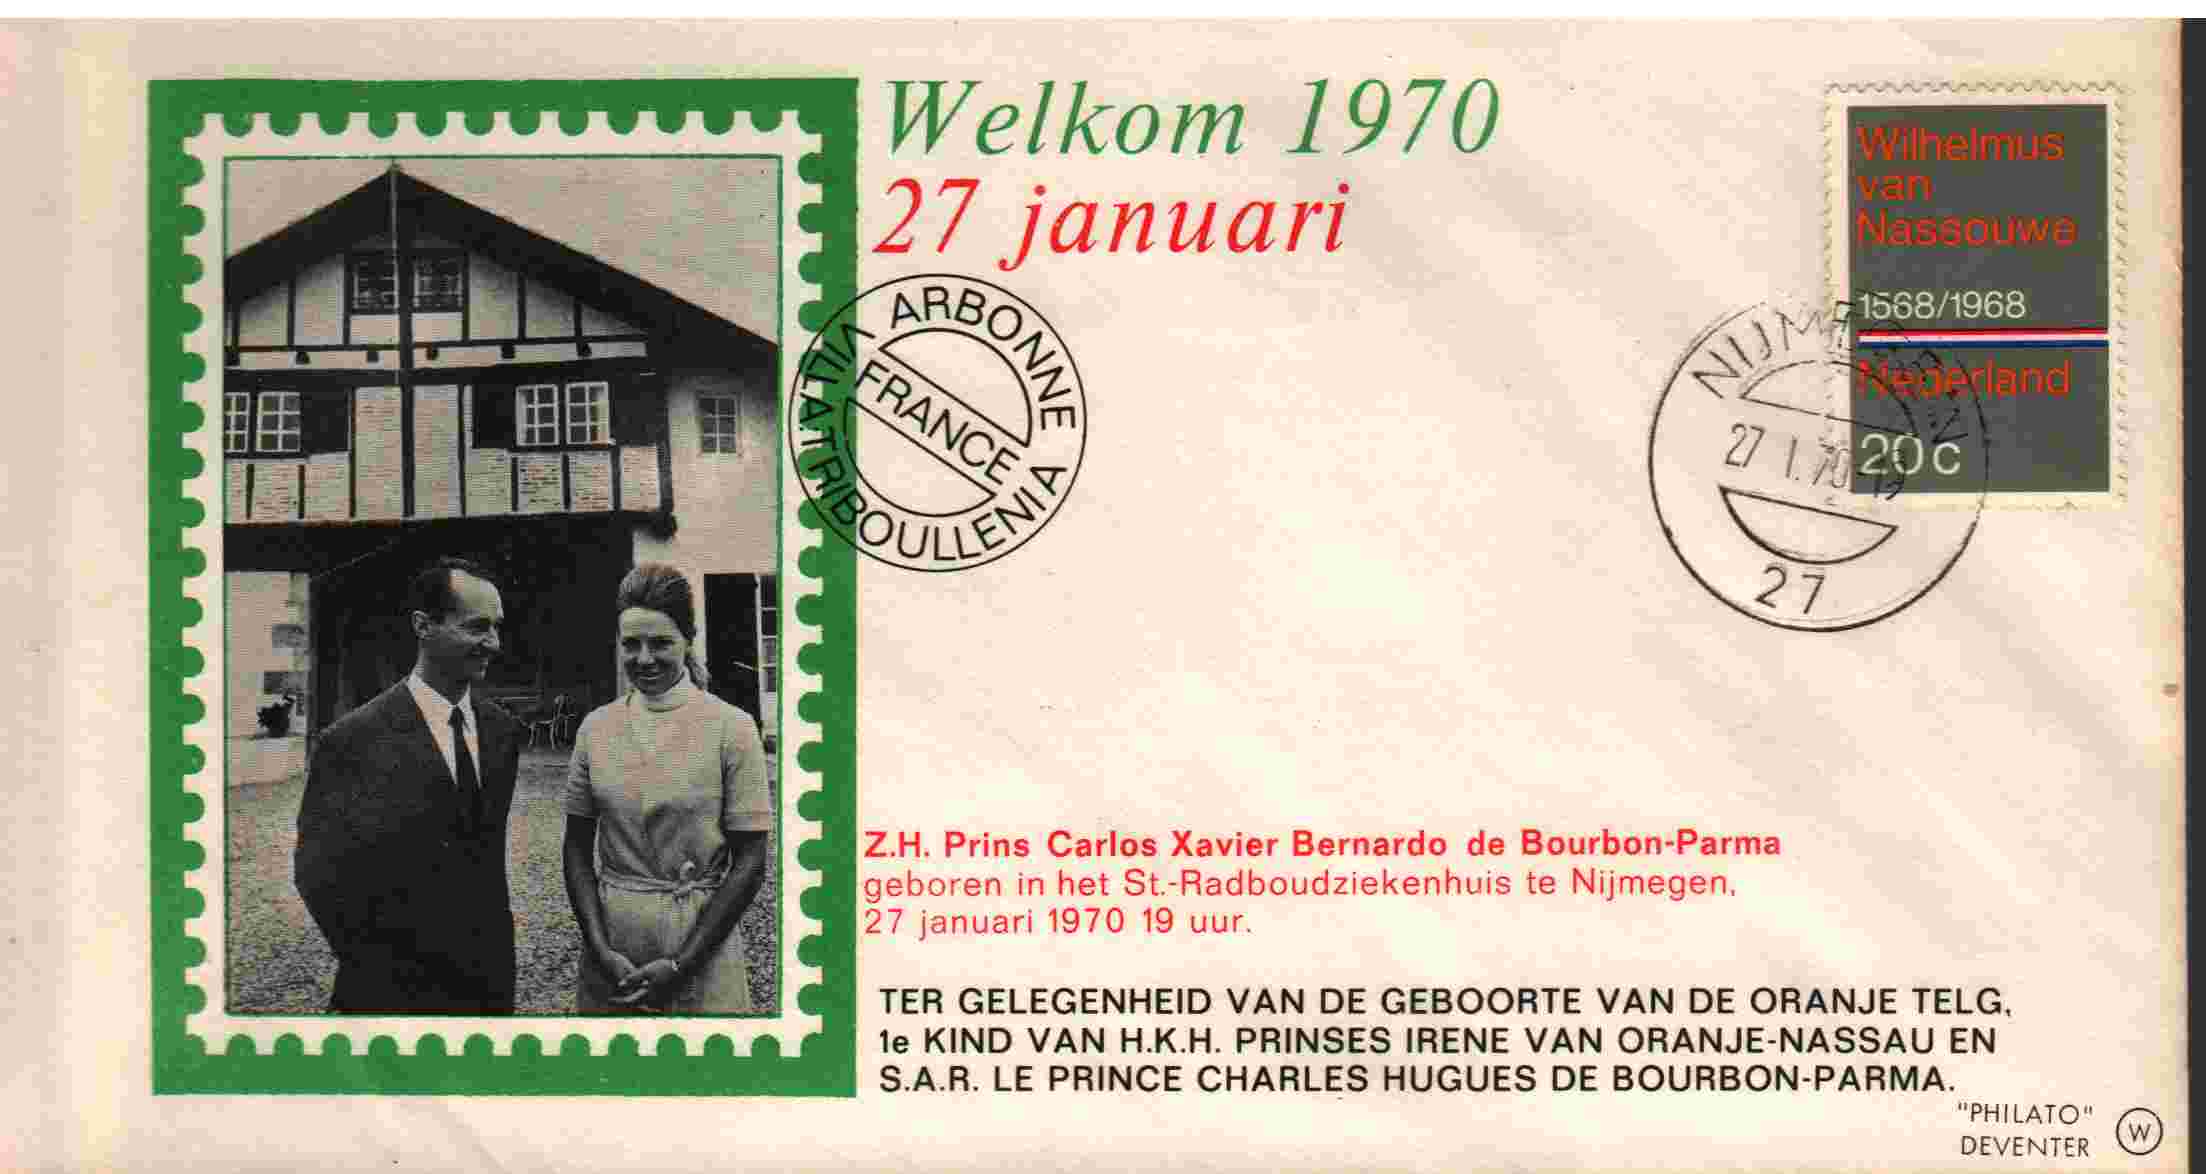 Welkom 1970
27 januari
ARBONNE
FRANCE
VILLA.TRIBOULLENIA
Wilhelmus
van
Nassouwe
1568/1968
Nederland
20c
NIJMEGEN
27 I.70
27
Z.H. Prins Carlos Xavier Bernardo de Bourbon-Parma
geboren in het St.-Radboudziekenhuis te Nijmegen,
27 januari 1970 19 uur.
TER GELEGENHEID VAN DE GEBOORTE VAN DE ORANJE TELG,
1e KIND VAN H.K.H. PRINSES IRENE VAN ORANJE-NASSAU EN
S.A.R. LE PRINCE CHARLES HUGUES DE BOURBON-PARMA.
"PHILATO"
DEVENTER
W